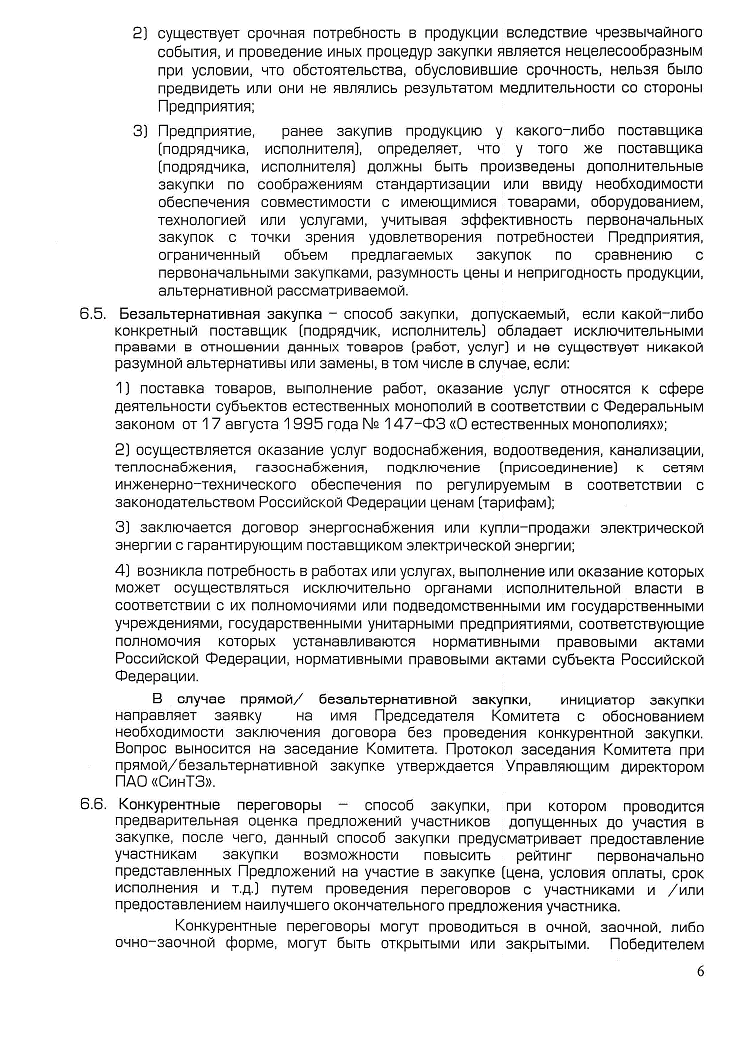 2) существует срочная потребность в продукции вследствие чрезвычайного
события, и проведение иных процедур закупки является нецелесообразным
при условии, что обстоятельства, обусловившие срочность, нельзя было
предвидеть или они не являлись результатом медлительности со стороны
Предприятия;
3) Предприятие, ранее закупив продукцию у какого-либо поставщика
(подрядчика, исполнителя), определяет, что у того же поставщика
(подрядчика, исполнителя) должны быть произведены дополнительные
закупки по соображениям стандартизации или ввиду необходимости
обеспечения совместимости с имеющимися товарами, оборудованием,
технологией или услугами, учитывая эффективность первоначальных
закупок с точки зрения удовлетворения потребностей Предприятия,
ограниченный объем предлагаемых закупок по сравнению с
первоначальными закупками, разумность цены и непригодность продукции,
альтернативной рассматриваемой.
6.5. Безальтернативная закупка - способ закупки, допускаемый, если какой-либо
конкретный поставщик (подрядчик, исполнитель) обладает исключительными
правами в отношении данных товаров (работ, услуг) и не существует никакой
разумной альтернативы или замены, в том числе в случае, если:
1) поставка товаров, выполнение работ, оказание услуг относятся к сфере
деятельности субъектов естественных монополий в соответствии с Федеральным
законом от 17 августа 1995 года № 147-ФЗ «О естественных монополиях»;
2) осуществляется оказание услуг водоснабжения, водоотведения, канализации,
теплоснабжения, газоснабжения, подключение (присоединение) к сетям
инженерно-технического обеспечения по регулируемым в соответствии с
законодательством Российской Федерации ценам (тарифам);
3) заключается договор энергоснабжения или купли-продажи электрической
энергии с гарантирующим поставщиком электрической энергии;
4) возникла потребность в работах или услугах, выполнение или оказание которых
может осуществляться исключительно органами исполнительной власти в
соответствии с их полномочиями или подведомственными им государственными
учреждениями, государственными унитарными предприятиями, соответствующие
полномочия которых устанавливаются нормативными правовыми актами
Российской Федерации, нормативными правовыми актами субъекта Российской
Федерации.
В случае прямой/ безальтернативной закупки, инициатор закупки
направляет заявку на имя Председателя Комитета с обоснованием
необходимости заключения договора без проведения конкурентной закупки.
Вопрос выносится на заседание Комитета. Протокол заседания Комитета при
прямой/безальтернативной закупке утверждается Управляющим директором
ПАО «СинТЗ».
6.6. Конкурентные переговоры – способ закупки, при котором проводится
предварительная оценка предложений участников допущенных до участия в
закупке, после чего, данный способ закупки предусматривает предоставление
участникам закупки возможности повысить рейтинг первоначально
представленных Предложений на участие в закупке (цена, условия оплаты, срок
исполнения и т.д.) путем проведения переговоров с участниками и /или
предоставлением наилучшего окончательного предложения участника.
Конкурентные переговоры могут проводиться в очной, заочной, либо
очно-заочной форме, могут быть открытыми или закрытыми. Победителем
6